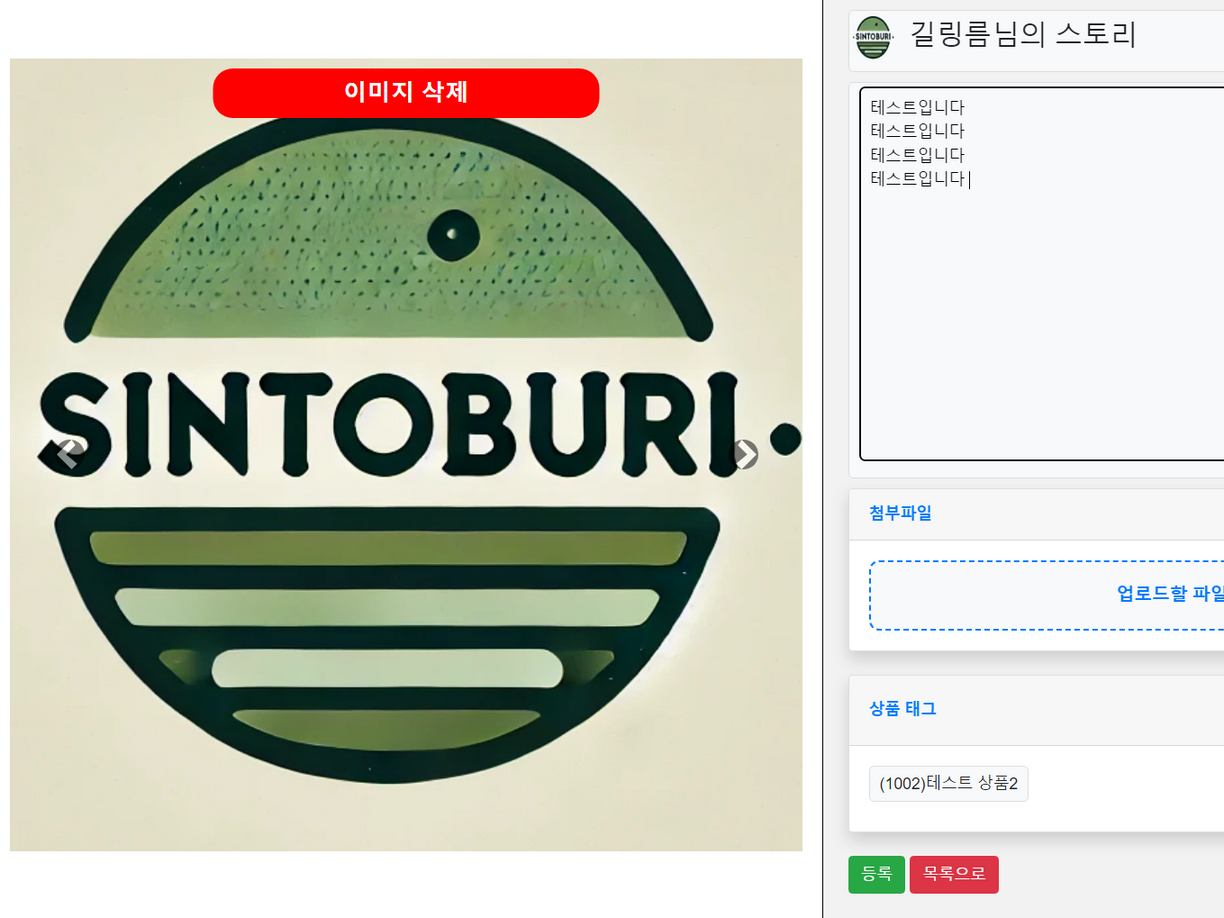 이미지 삭제
SINTOBURI
SINTOBURI
길링름님의 스토리
테스트입니다
테스트입니다
테스트입니다
테스트입니다
첨부파일
업로드할 파일
상품 태그
(1002)테스트 상품2
등록 목록으로